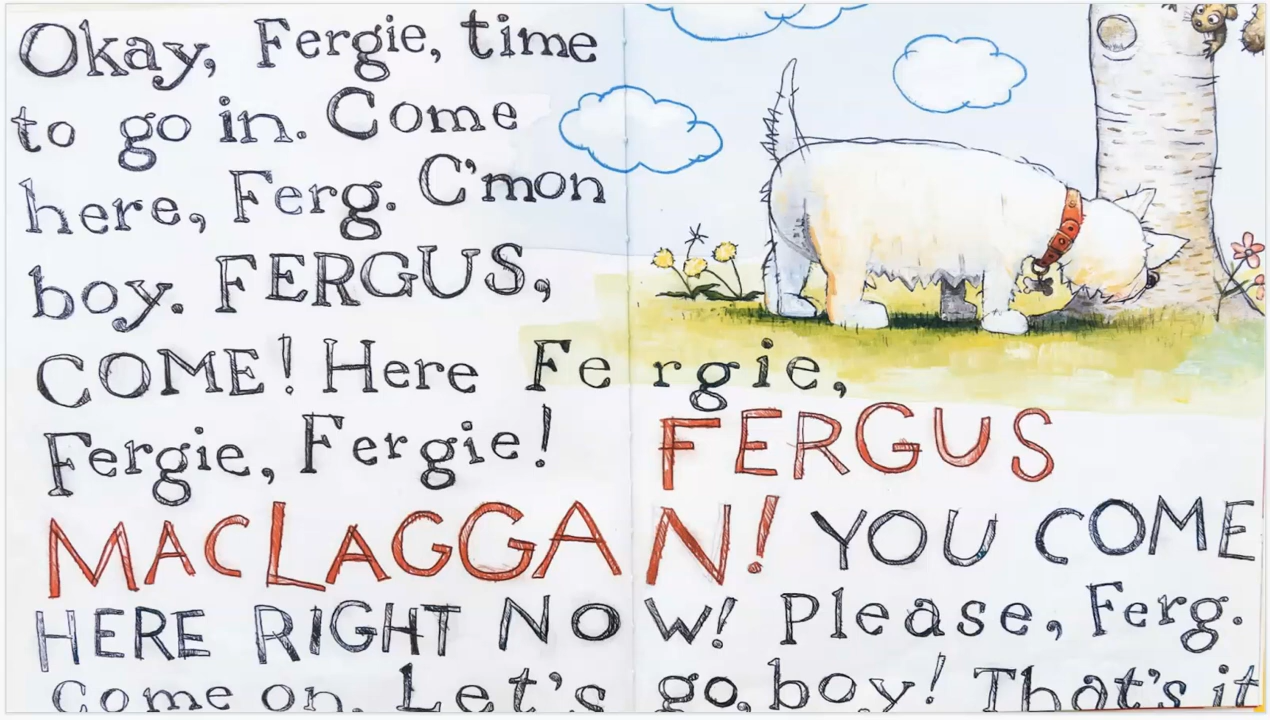 Okay, Fergie, time
to go in. Come
here, Ferg. C'mon
boy. FERGUS,
COME! Here Fergie,
Fergie, Fergie! FERGUS
MACLAGGAN! YOU COME
HERE RIGHT NOW! Please, Ferg.
Come on. Let's go, boy! That's it